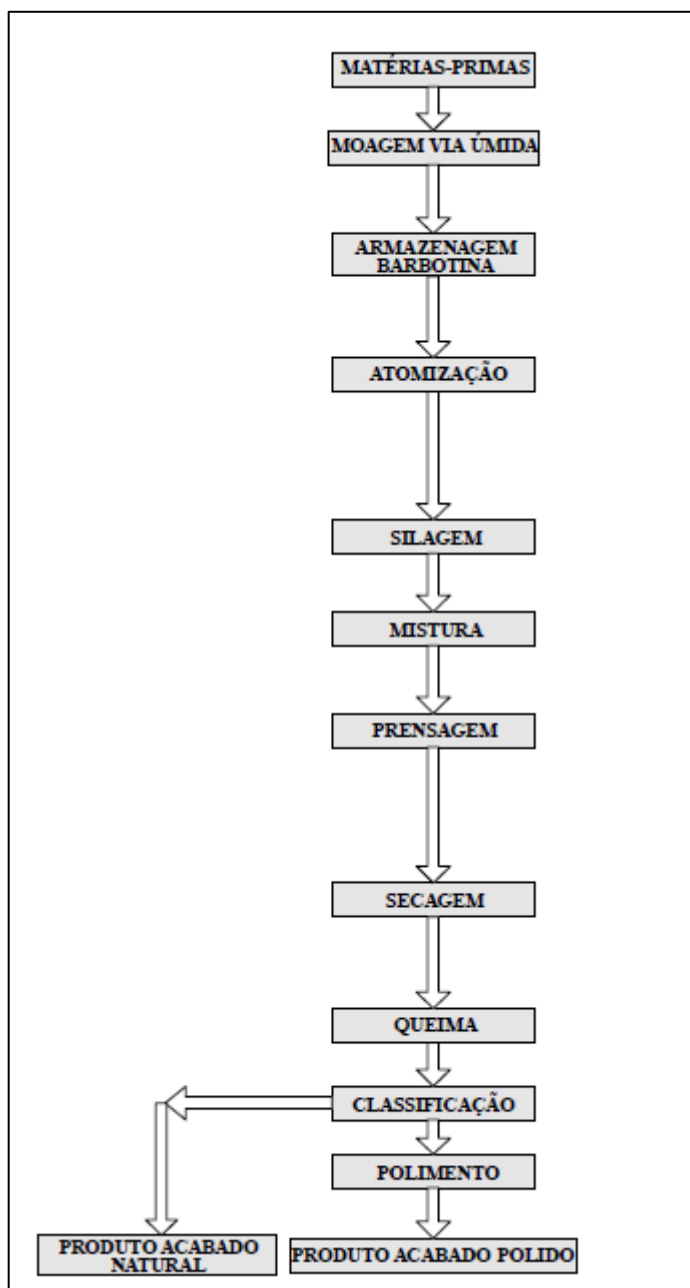 MATÉRIAS-PRIMAS
MOAGEM VIA ÚMIDA
ARMAZENAGEM
BARBOTINA
ATOMIZAÇÃO
SILAGEM
MISTURA
PRENSAGEM
SECAGEM
QUEIMA
CLASSIFICAÇÃO
POLIMENTO
PRODUTO ACABADO
NATURAL
PRODUTO ACABADO POLIDO